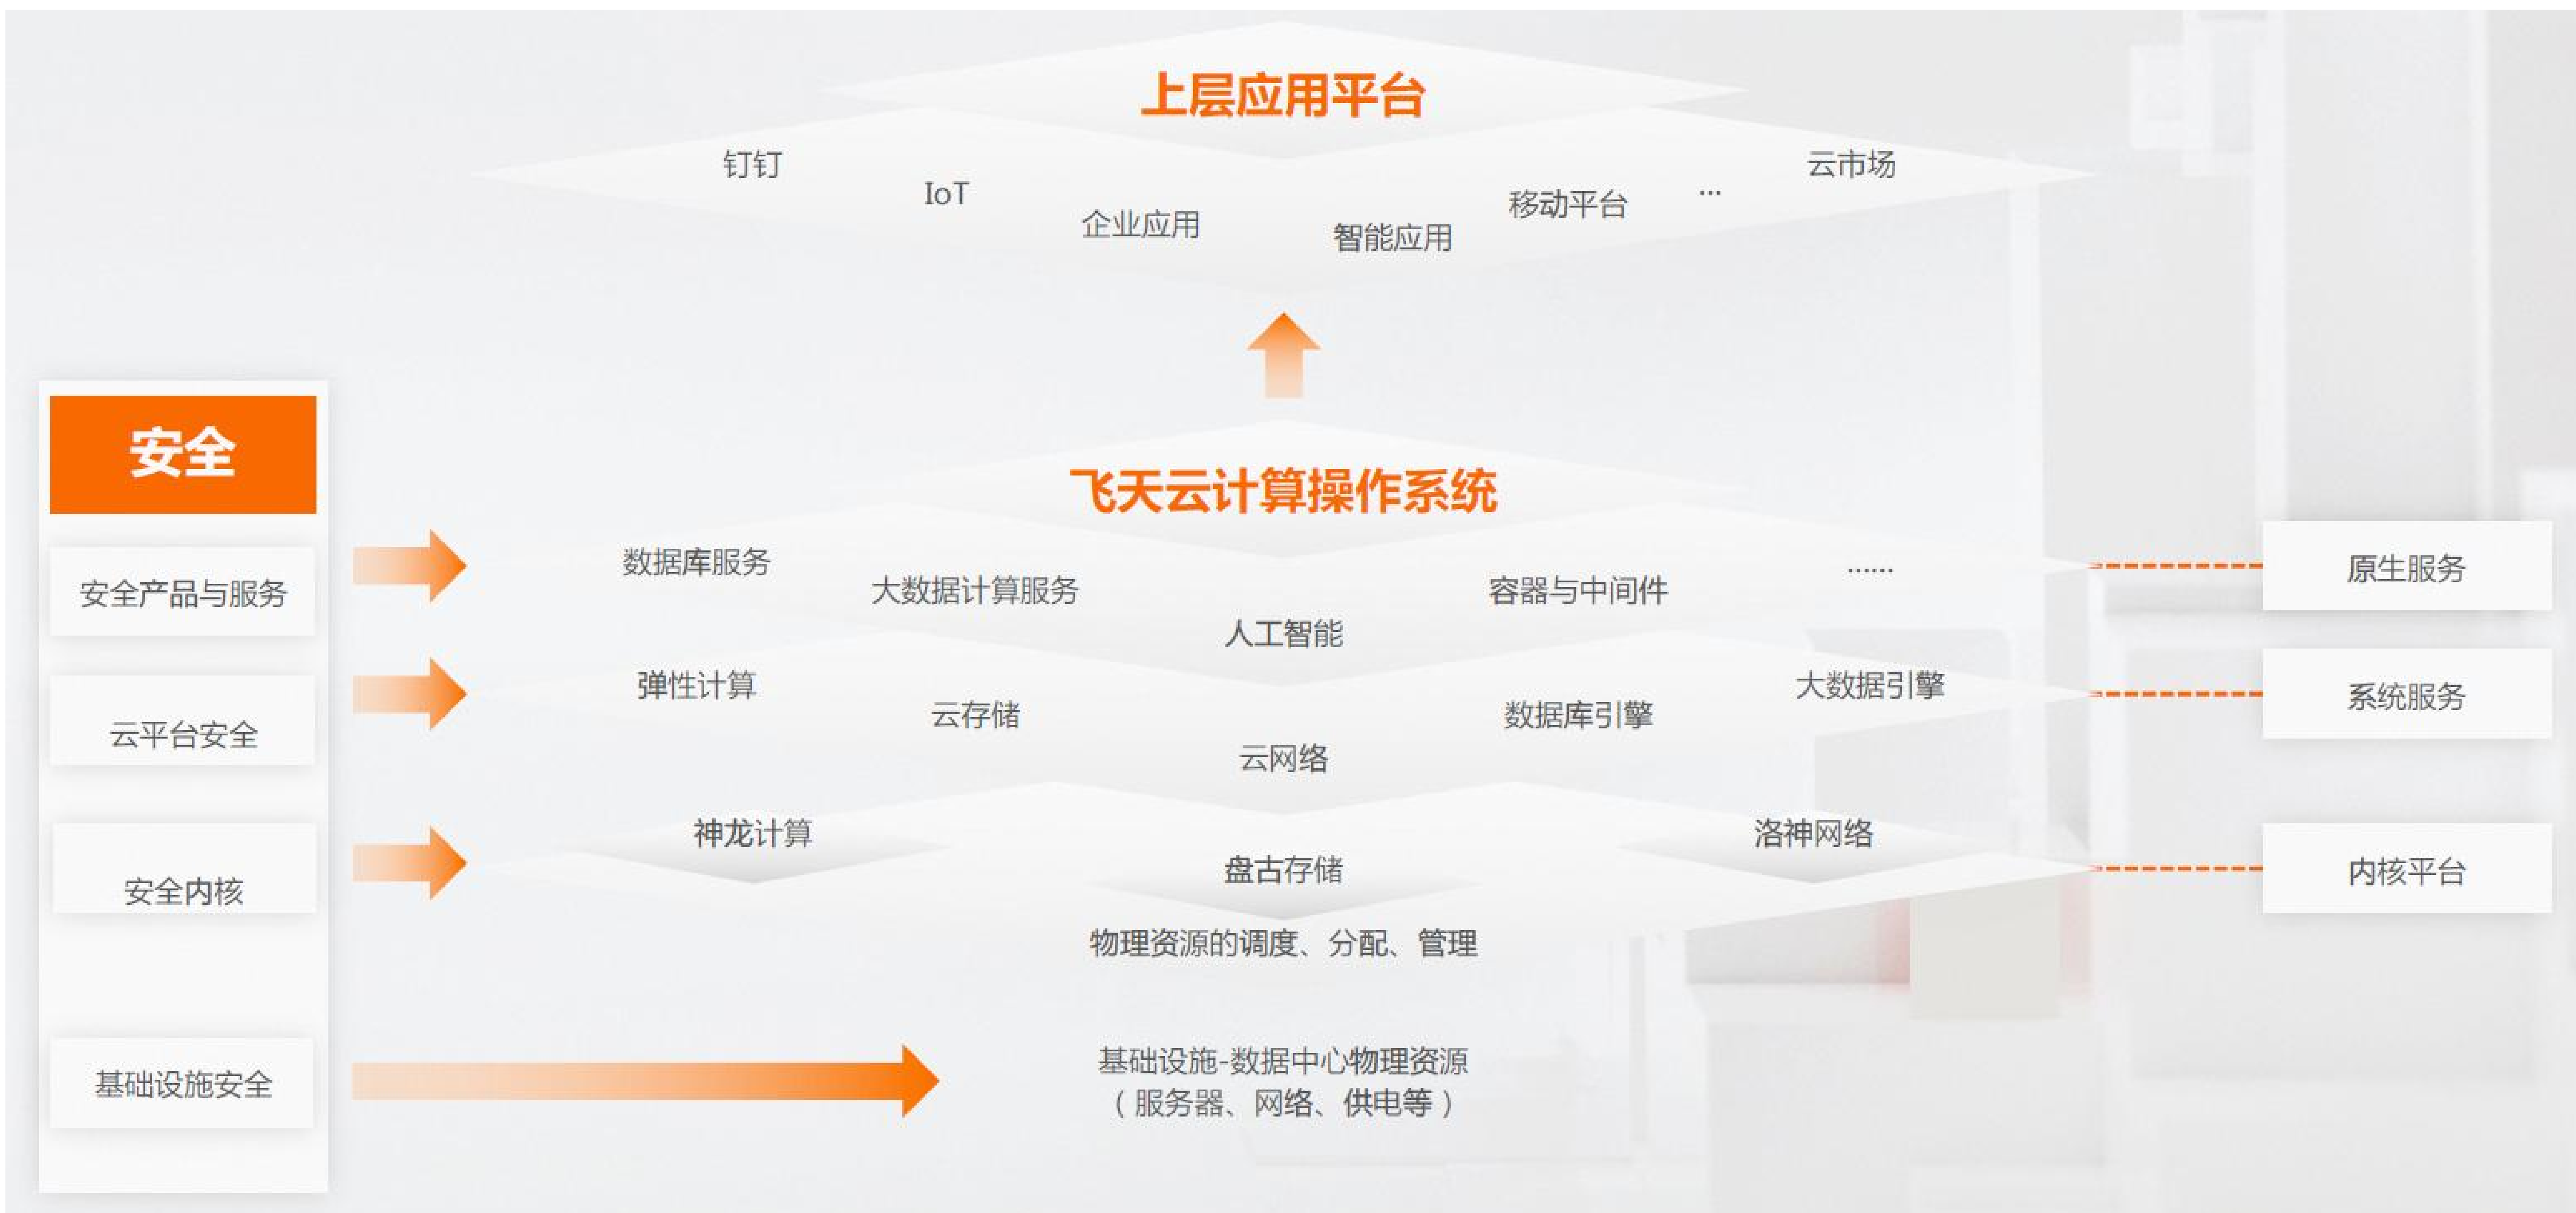 上层应用平台
钉钉
IoT
企业应用
智能应用
移动平台
...
云市场
安全
安全产品与服务
云平台安全
安全内核
基础设施安全
飞天云计算操作系统
数据库服务
大数据计算服务
人工智能
容器与中间件
......
原生服务
弹性计算
云存储
云网络
数据库引擎
大数据引擎
系统服务
神龙计算
盘古存储
洛神网络
内核平台
物理资源的调度、分配、管理
基础设施-数据中心物理资源
（服务器、网络、供电等）